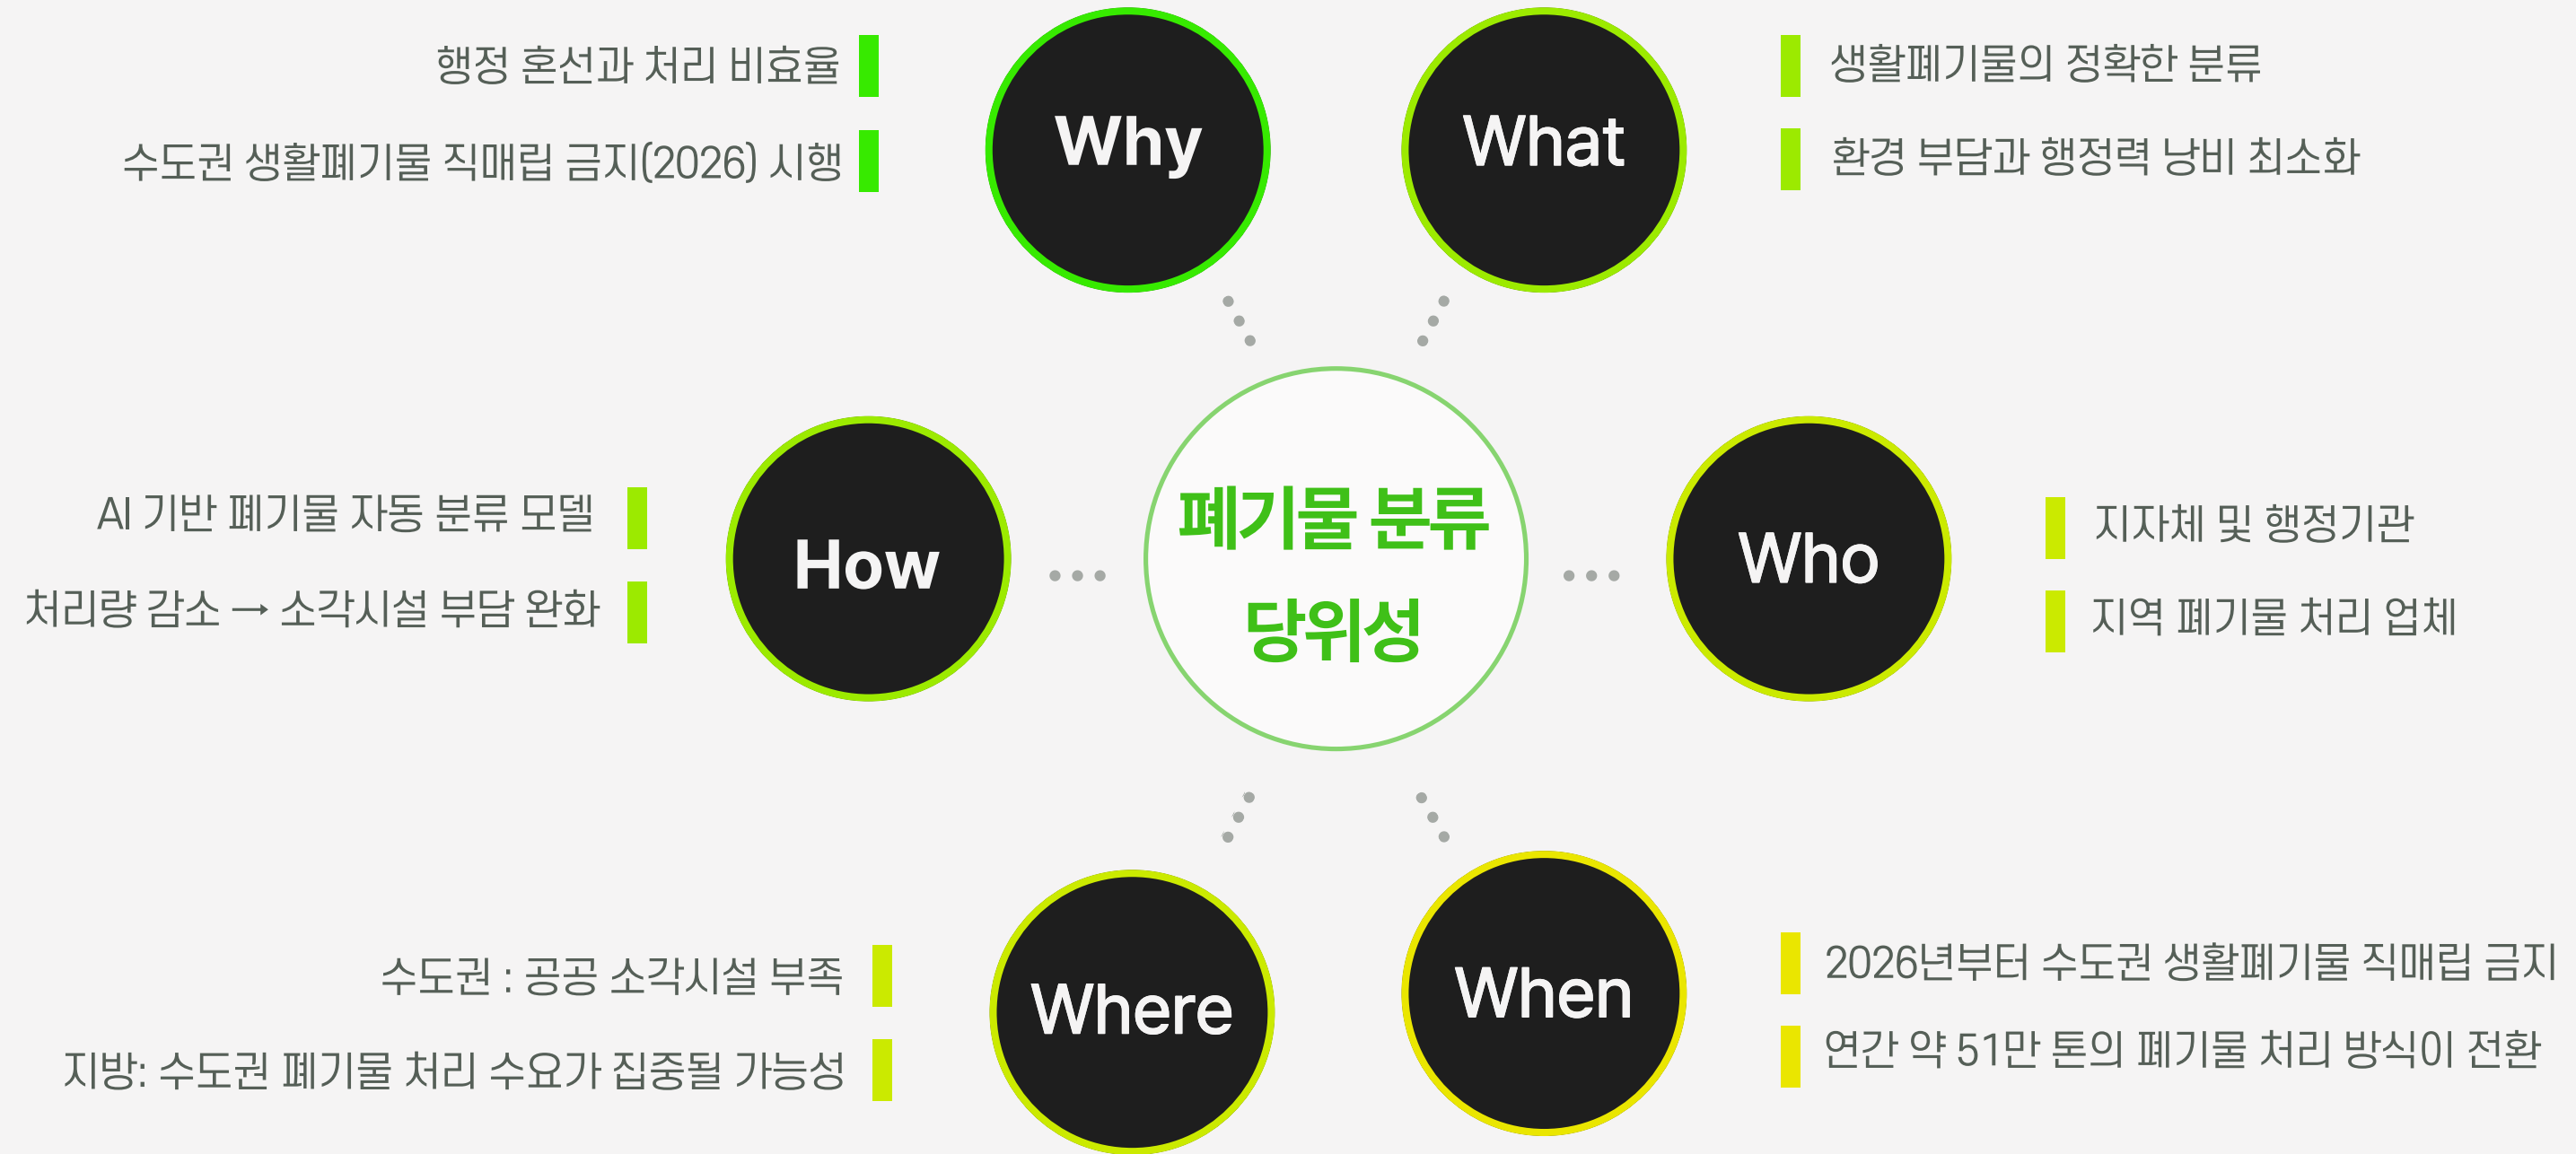 행정 혼선과 처리 비효율
수도권 생활폐기물 직매립 금지(2026) 시행
Why
What
생활폐기물의 정확한 분류
환경 부담과 행정력 낭비 최소화
AI 기반 폐기물 자동 분류 모델
처리량 감소 → 소각시설 부담 완화
How
폐기물 분류
당위성
Who
지자체 및 행정기관
지역 폐기물 처리 업체
수도권 : 공공 소각시설 부족
지방: 수도권 폐기물 처리 수요가 집중될 가능성
Where
When
2026년부터 수도권 생활폐기물 직매립 금지
연간 약 51만 톤의 폐기물 처리 방식이 전환